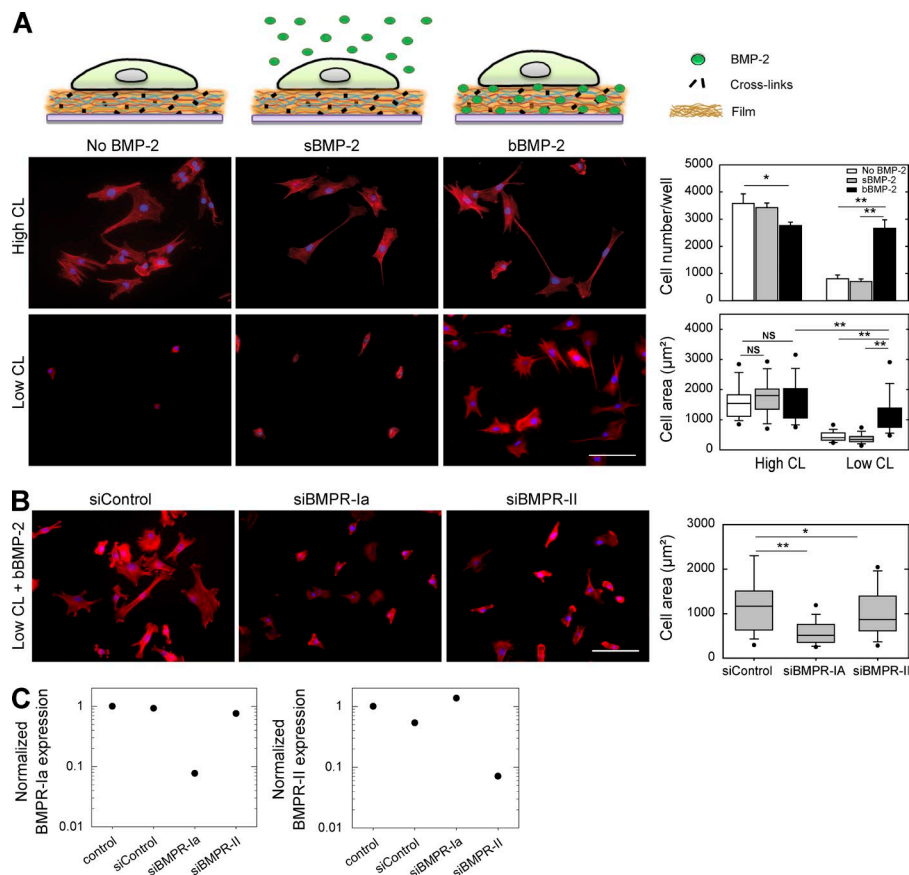 A
BMP-2
Cross-links
Film
No BMP-2
sBMP-2
bBMP-2
High CL
Low CL
Cell number/well
5000
4000
3000
2000
1000
0
No BMP-2
sBMP-2
bBMP-2
*
**
**
Cell area (µm²)
4000
3000
2000
1000
0
NS
NS
**
**
**
High CL
Low CL
B
siControl
siBMPR-Ia
siBMPR-II
Low CL + bBMP-2
Cell area (µm²)
3000
2000
1000
0
*
**
siControl
siBMPR-IA
siBMPR-II
C
Normalized
BMPR-Ia expression
1
0.1
0.01
control
siControl
siBMPR-Ia
siBMPR-II
Normalized
BMPR-II expression
1
0.1
0.01
control
siControl
siBMPR-Ia
siBMPR-II